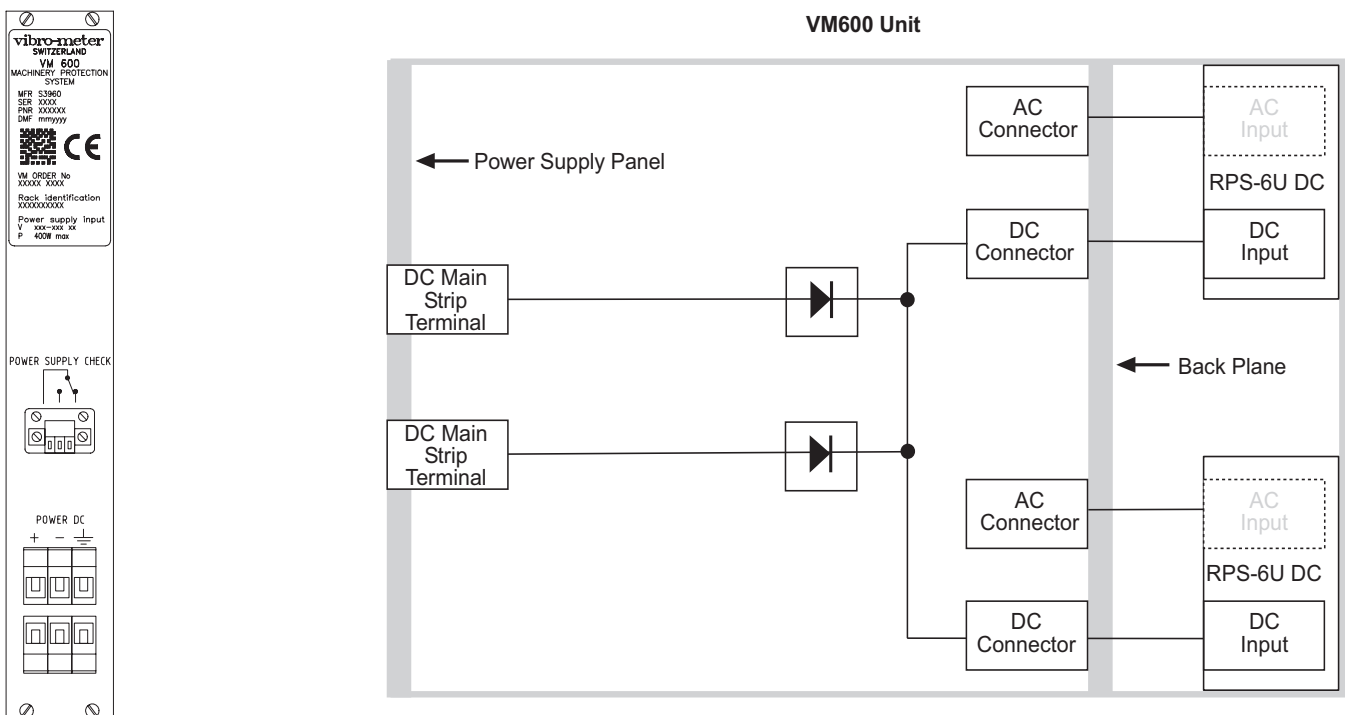 vibro-meter
SWITZERLAND
VM 600
MACHINERY PROTECTION
SYSTEM
MFR S3960
SER XXXX
PNR XXXXXX
DMF mmyyyy
CE
VM ORDER No
XXXXX XXXX
Rack identification
XXXXXXXXXX
Power supply input
V xxx-xxx xx
P 400W max
POWER SUPPLY CHECK
POWER DC
+ -
VM600 Unit
Power Supply Panel
DC Main
Strip
Terminal
DC Main
Strip
Terminal
AC
Connector
DC
Connector
AC
Connector
DC
Connector
Back Plane
AC
Input
RPS-6U DC
DC
Input
AC
Input
RPS-6U DC
DC
Input